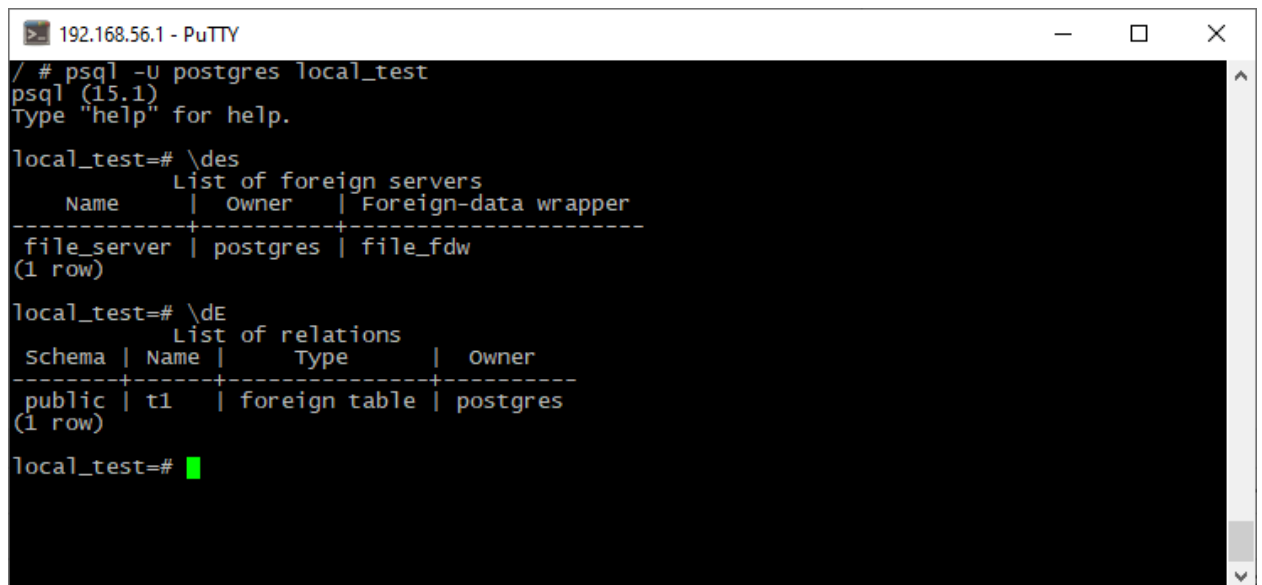 192.168.56.1 - PuTTY
/ # psql -U postgres local_test
psql (15.1)
Type "help" for help.
local_test=# \des
List of foreign servers
Name | Owner | Foreign-data wrapper
-------------+----------+----------------------
file_server | postgres | file_fdw
(1 row)
local_test=# \dE
List of relations
Schema | Name | Type | Owner
--------+------+---------------+----------
public | t1 | foreign table | postgres
(1 row)
local_test=#